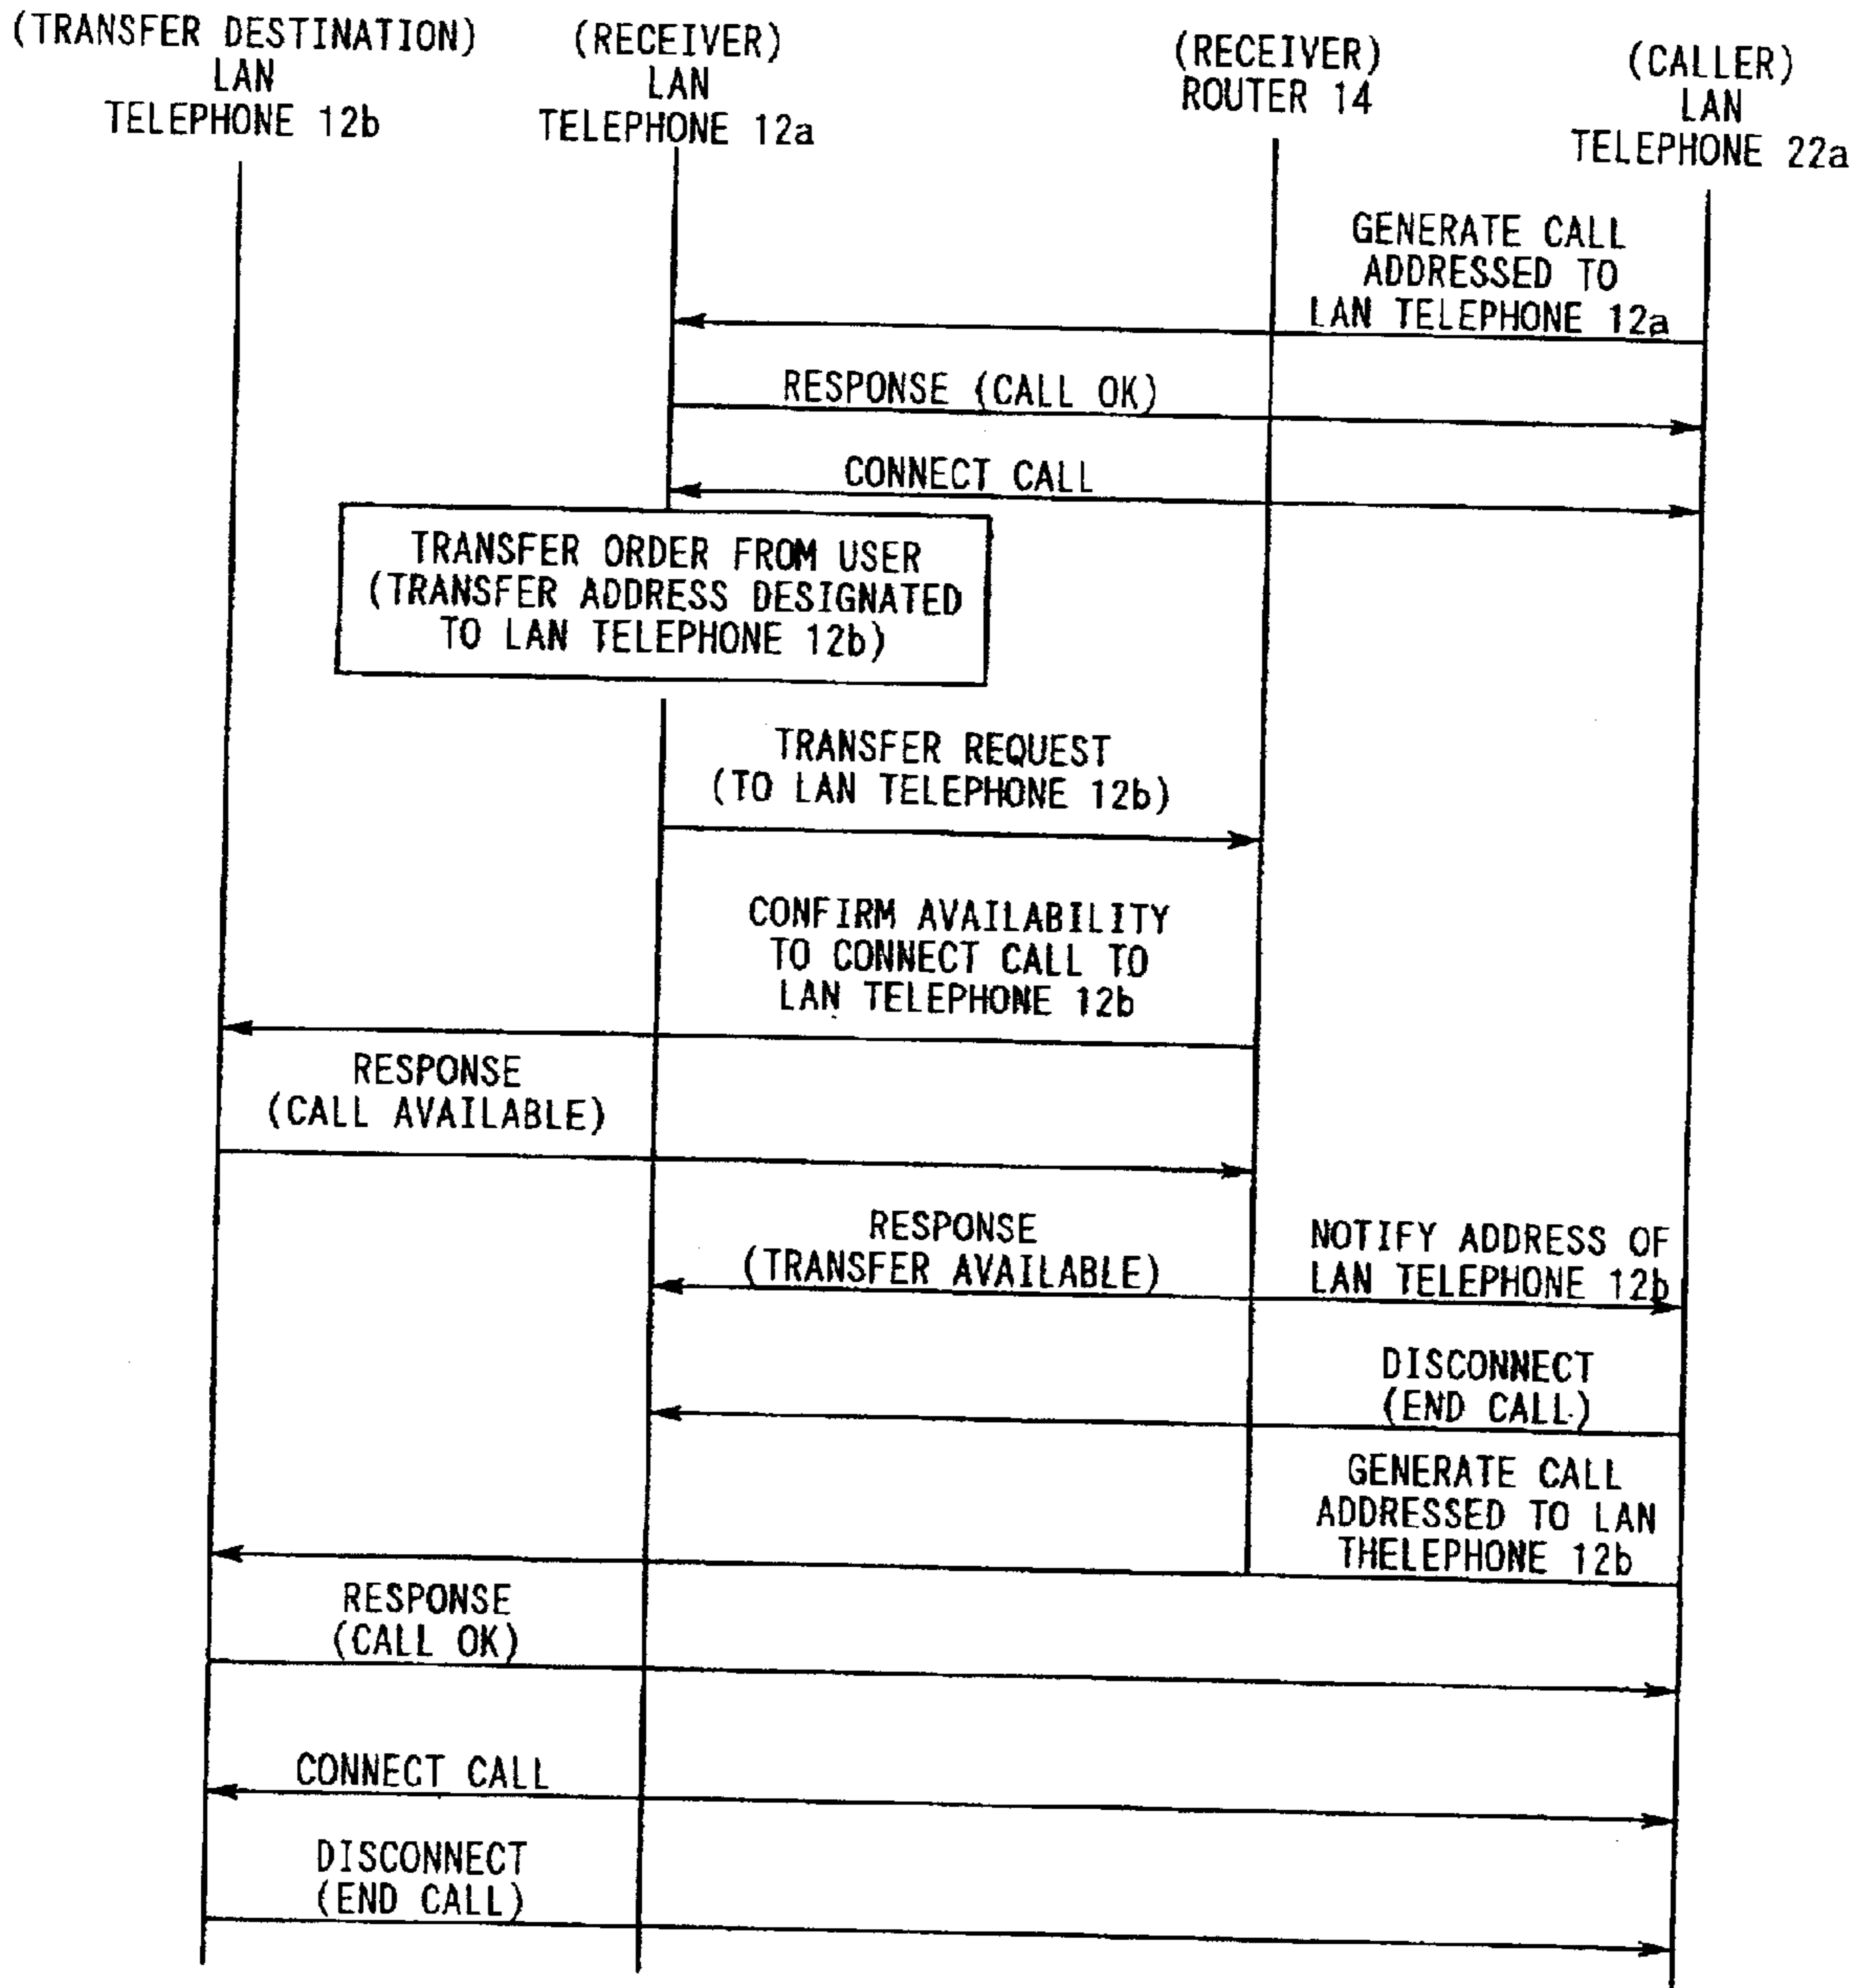 (TRANSFER DESTINATION)
LAN
TELEPHONE 12b
(RECEIVER)
LAN
TELEPHONE 12a
(RECEIVER)
ROUTER 14
(CALLER)
LAN
TELEPHONE 22a
GENERATE CALL
ADDRESSED TO
LAN TELEPHONE 12a
RESPONSE (CALL OK)
CONNECT CALL
TRANSFER ORDER FROM USER
(TRANSFER ADDRESS DESIGNATED
TO LAN TELEPHONE 12b)
TRANSFER REQUEST
(TO LAN TELEPHONE 12b)
CONFIRM AVAILABILITY
TO CONNECT CALL TO
LAN TELEPHONE 12b
RESPONSE
(CALL AVAILABLE)
RESPONSE
(TRANSFER AVAILABLE)
NOTIFY ADDRESS OF
LAN TELEPHONE 12b
DISCONNECT
(END CALL)
GENERATE CALL
ADDRESSED TO LAN
THELEPHONE 12b
RESPONSE
(CALL OK)
CONNECT CALL
DISCONNECT
(END CALL)